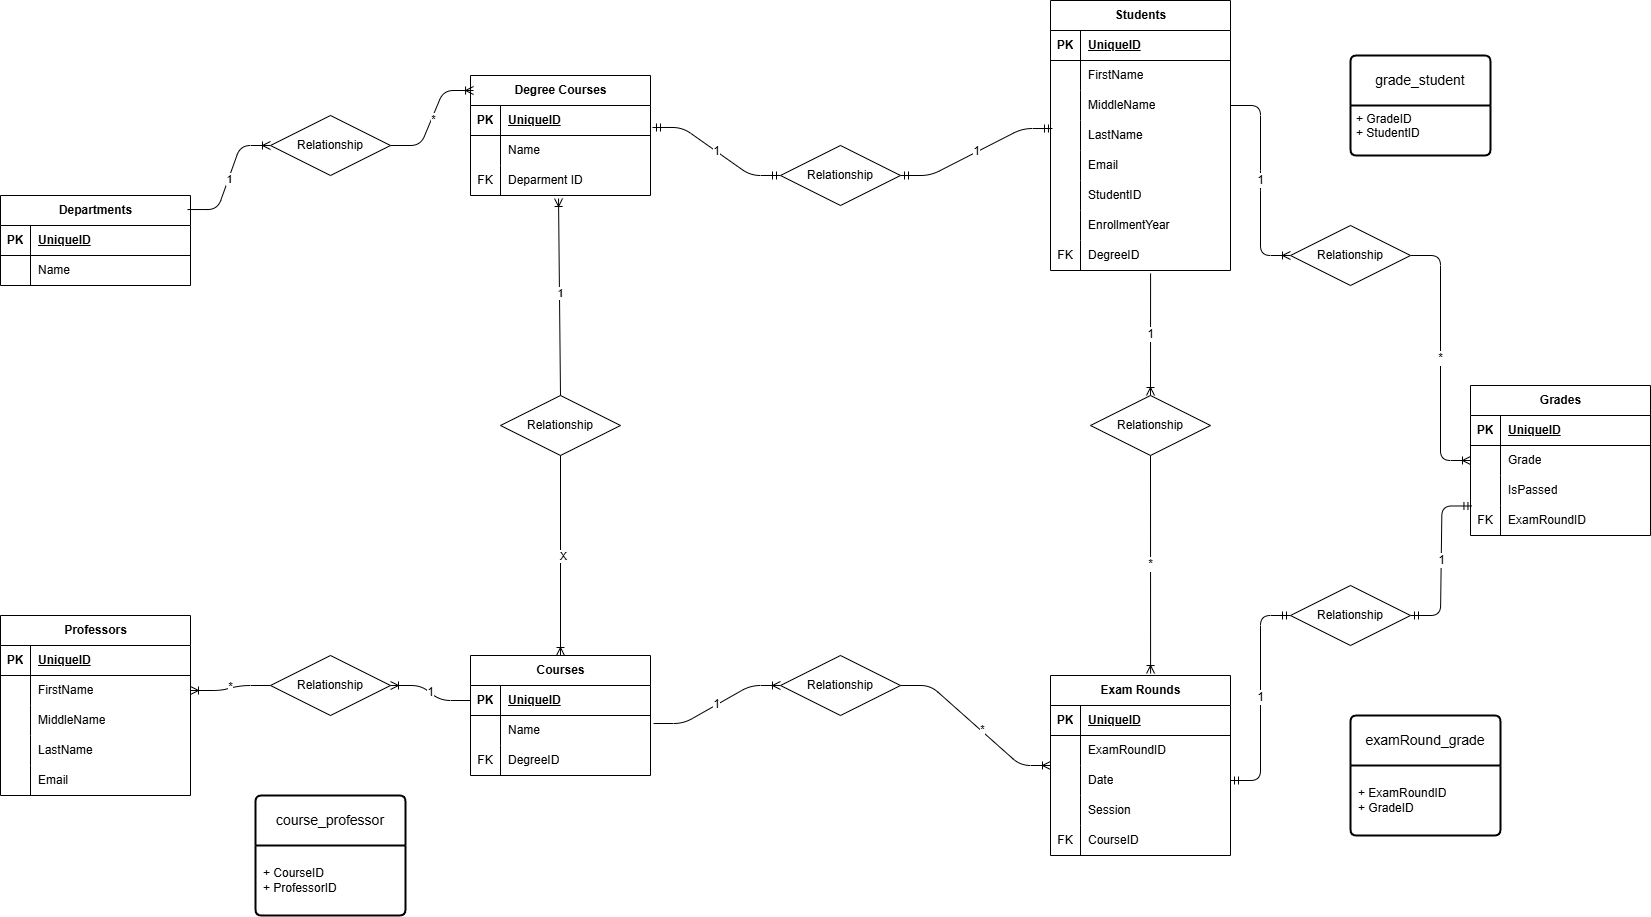 Students
PK UniqueID
FirstName
MiddleName
LastName
Email
StudentID
EnrollmentYear
FK DegreeID
grade_student
+ GradeID
+ StudentID
Degree Courses
PK UniqueID
Name
FK Deparment ID
Relationship
*
1
Departments
PK UniqueID
Name
1
Relationship
1
1
Relationship
*
1
Relationship
X
1
Relationship
*
Grades
PK UniqueID
Grade
IsPassed
FK ExamRoundID
1
Relationship
1
Professors
PK UniqueID
FirstName
MiddleName
LastName
Email
*
Relationship
1
Courses
PK UniqueID
Name
FK DegreeID
1
Relationship
*
Exam Rounds
PK UniqueID
ExamRoundID
Date
Session
FK CourseID
examRound_grade
+ ExamRoundID
+ GradeID
course_professor
+ CourseID
+ ProfessorID